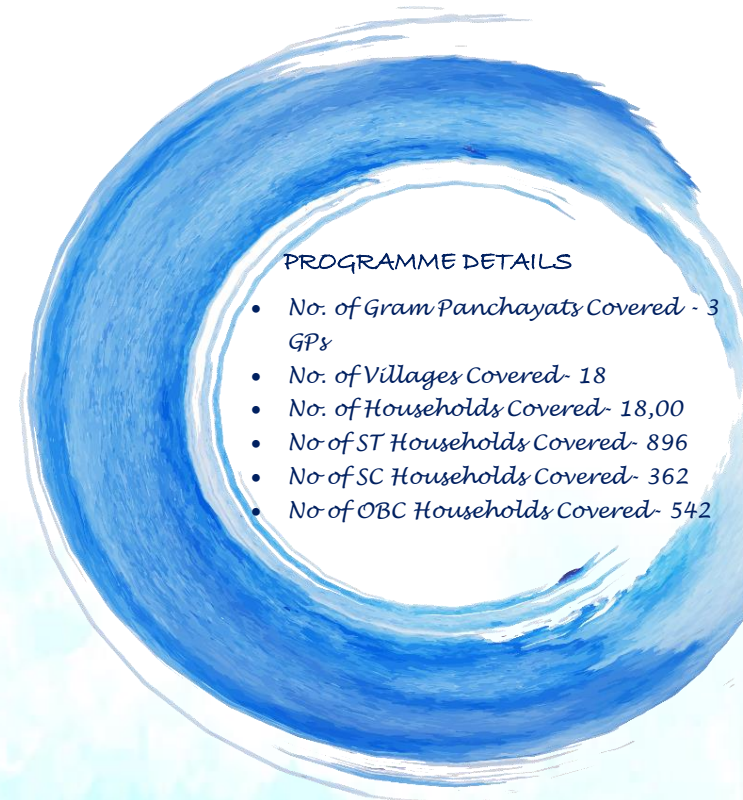 PROGRAMME DETAILS
• No. of Gram Panchayats Covered - 3
GPs
• No. of Villages Covered- 18
• No. of Households Covered- 18,00
• No of ST Households Covered- 896
• No of SC Households Covered- 362
• No of OBC Households Covered- 542